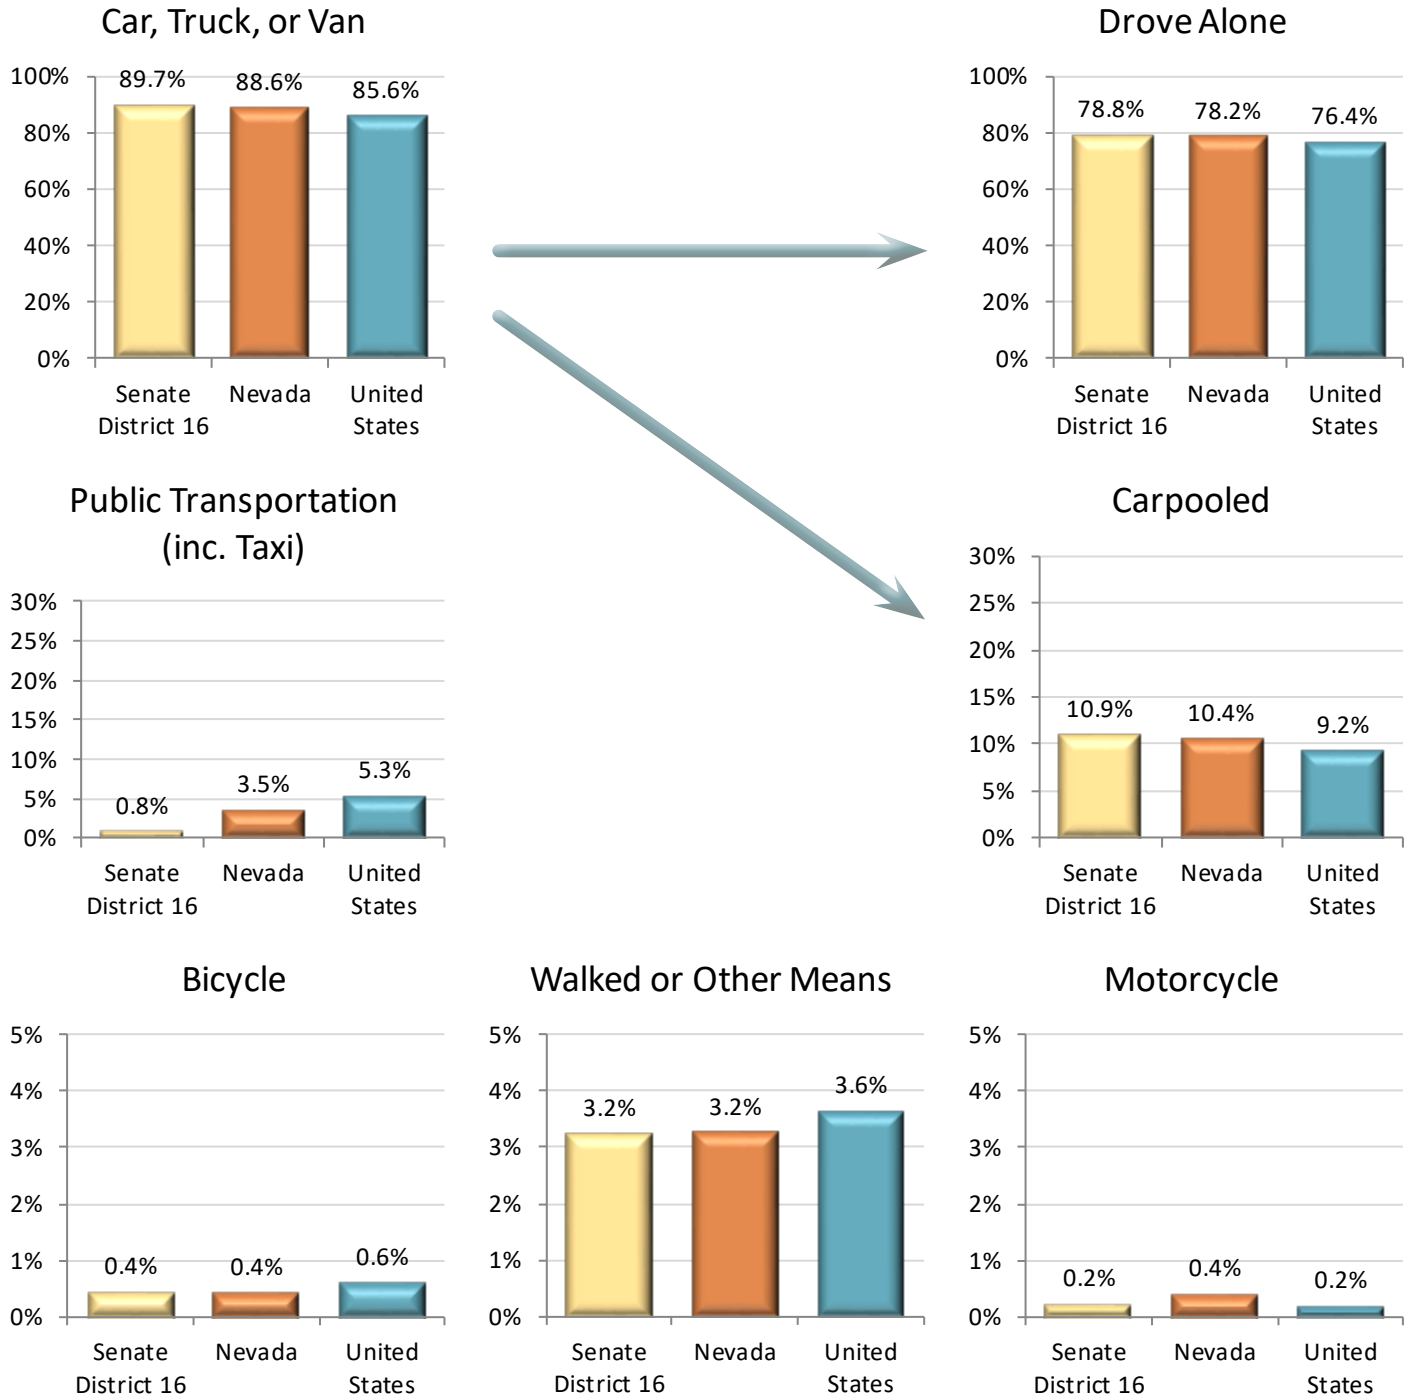 Car, Truck, or Van
100%
80%
60%
40%
20%
0%
89.7%
88.6%
85.6%
Senate
District 16
Nevada
United
States
Drove Alone
100%
80%
60%
40%
20%
0%
78.8%
78.2%
76.4%
Senate
District 16
Nevada
United
States
Public Transportation
(inc. Taxi)
30%
25%
20%
15%
10%
5%
0%
0.8%
3.5%
5.3%
Senate
District 16
Nevada
United
States
Carpooled
30%
25%
20%
15%
10%
5%
0%
10.9%
10.4%
9.2%
Senate
District 16
Nevada
United
States
Bicycle
5%
4%
3%
2%
1%
0%
0.4%
0.4%
0.6%
Senate
District 16
Nevada
United
States
Walked or Other Means
5%
4%
3%
2%
1%
0%
3.2%
3.2%
3.6%
Senate
District 16
Nevada
United
States
Motorcycle
5%
4%
3%
2%
1%
0%
0.2%
0.4%
0.2%
Senate
District 16
Nevada
United
States